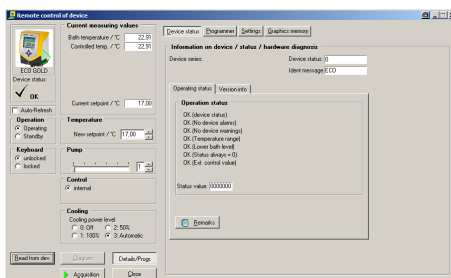 Remote control of device
ECO GOLD
Device status:
OK
Auto-Refresh
Operation
Operating
Standby
Keyboard
unlocked
locked
Read from dev.
Current measuring values
Bath temperature / °C 22,91
Controlled temp. / °C 22,91
Current setpoint / °C 17,00
Temperature
New setpoint / °C 17,00
Pump
1
Control
internal
Cooling
Cooling power level
0: Off 2: 50%
1: 100% 3: Automatic
Diagram Details/Progr.
Acquisition Close
Device status Programmer Settings Graphics memory
Information on device / status / hardware diagnosis
Device series: Device status: 0
Ident message ECO
Operating status Version info
Operation status
OK (device status)
OK (No device alarms)
OK (No device warnings)
OK (Temperature range)
OK (Lower bath level)
OK (Status always = 0)
OK (Ext. control value)
Status value: 0000000
Remarks